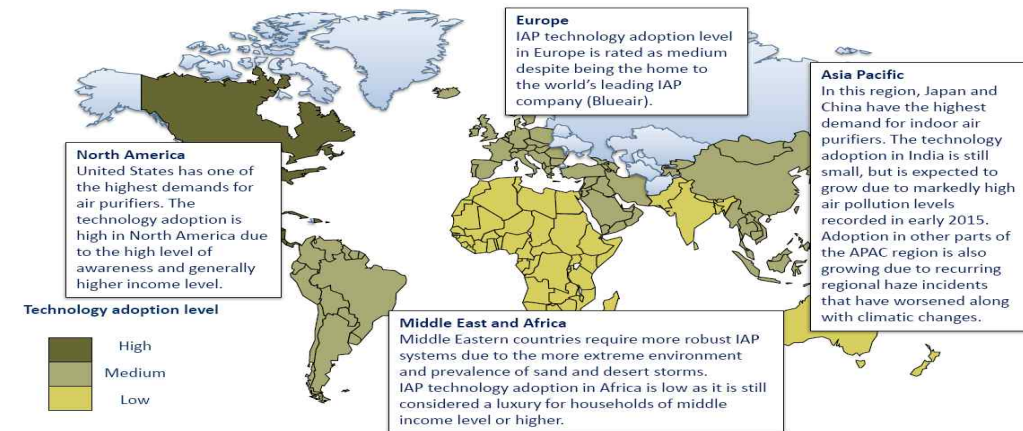 Europe
IAP technology adoption level
in Europe is rated as medium
despite being the home to
the world's leading IAP
company (Blueair).
Asia Pacific
In this region, Japan and
China have the highest
demand for indoor air
purifiers. The technology
adoption in India is still
small, but is expected to
grow due to markedly high
air pollution levels
recorded in early 2015.
Adoption in other parts of
the APAC region is also
growing due to recurring
regional haze incidents
that have worsened along
with climatic changes.
North America
United States has one of
the highest demands for
air purifiers. The
technology adoption is
high in North America due
to the high level of
awareness and generally
higher income level.
Technology adoption level
High
Medium
Low
Middle East and Africa
Middle Eastern countries require more robust IAP
systems due to the more extreme environment
and prevalence of sand and desert storms.
IAP technology adoption in Africa is low as it is still
considered a luxury for households of middle
income level or higher.